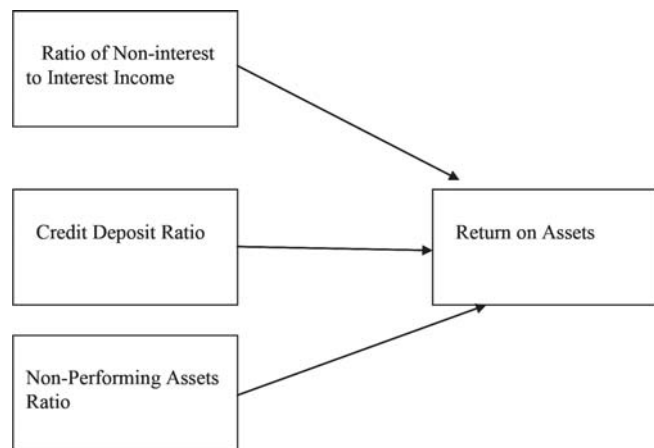 Ratio of Non-interest
to Interest Income
Credit Deposit Ratio
Return on Assets
Non-Performing Assets
Ratio